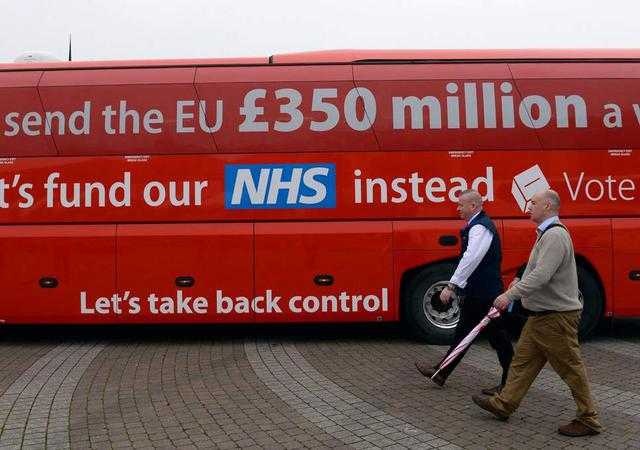 send the EU £350 million a
t's fund our NHS instead Vote
Let's take back control